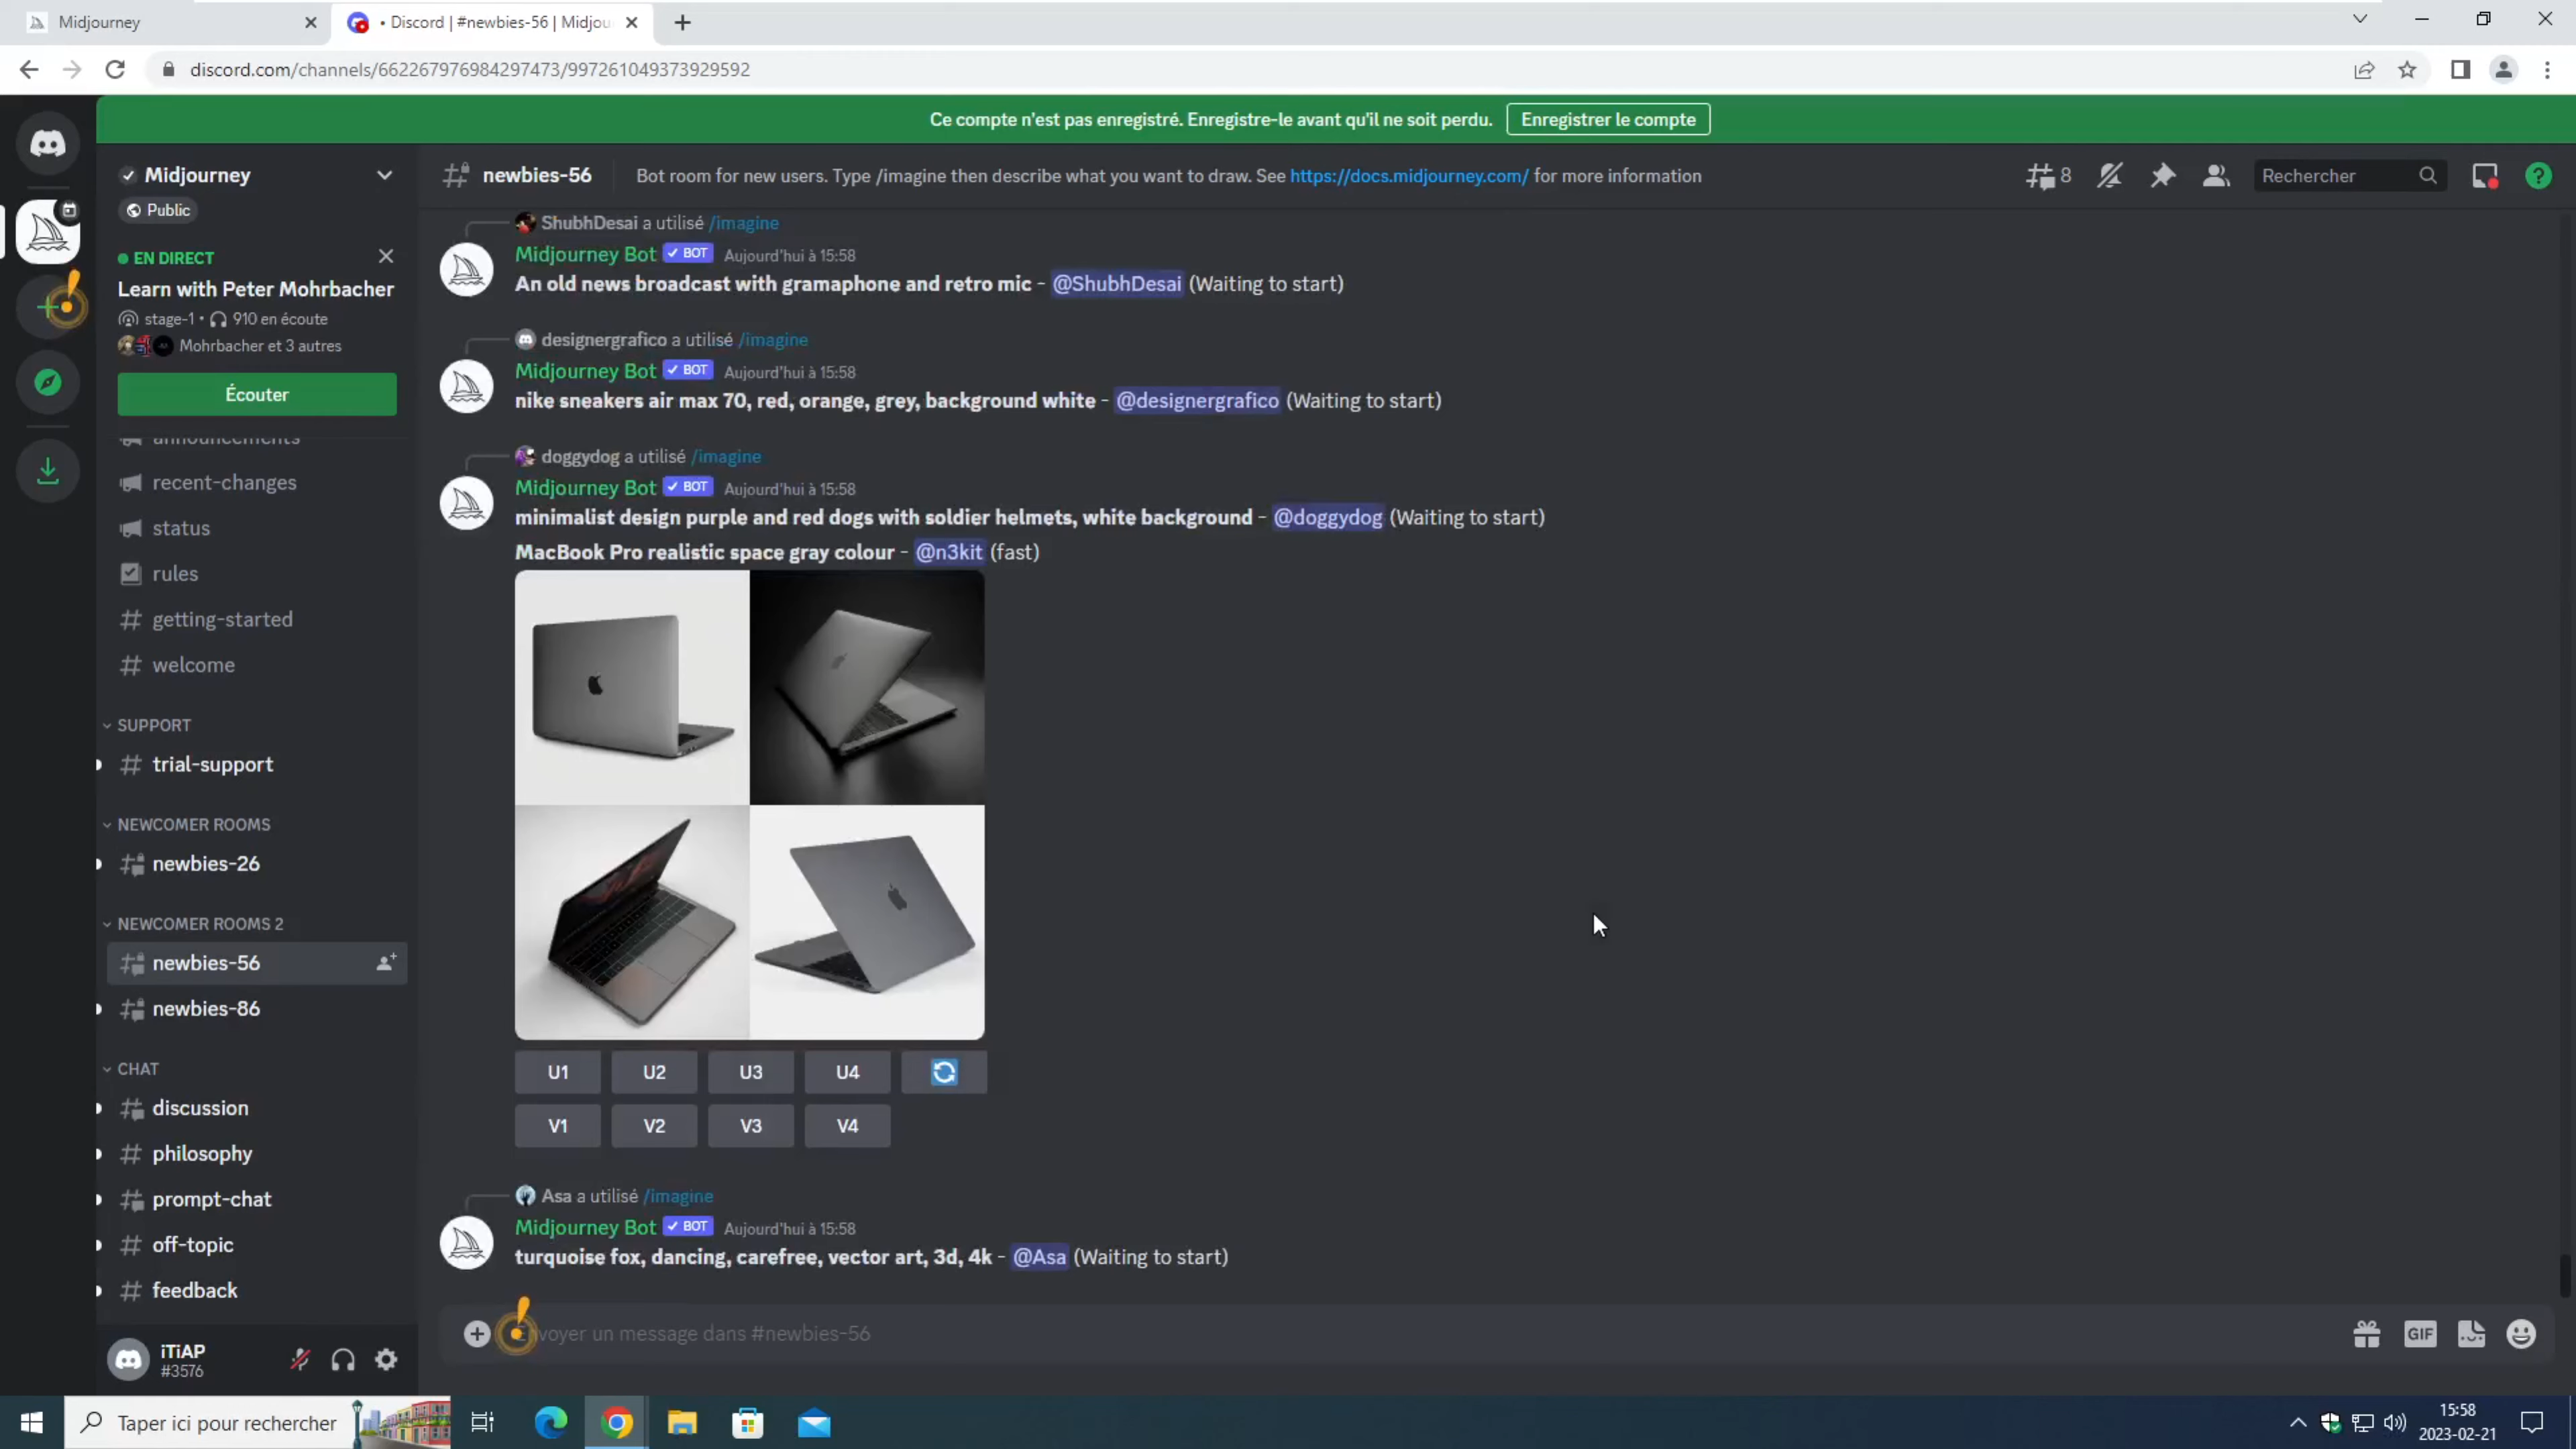 Midjourney
• Discord | #newbies-56 | Midjou
discord.com/channels/662267976984297473/997261049373929592
Ce compte n'est pas enregistré. Enregistre-le avant qu'il ne soit perdu.
Enregistrer le compte
Midjourney
Public
EN DIRECT
Learn with Peter Mohrbacher
stage-1 • 910 en écoute
Mohrbacher et 3 autres
Écouter
announcements
recent-changes
status
rules
getting-started
welcome
SUPPORT
trial-support
NEWCOMER ROOMS
newbies-26
NEWCOMER ROOMS 2
newbies-56
newbies-86
CHAT
discussion
philosophy
prompt-chat
off-topic
feedback
iTiAP
#3576
newbies-56
Bot room for new users. Type /imagine then describe what you want to draw. See https://docs.midjourney.com/ for more information
8
Rechercher
ShubhDesai a utilisé /imagine
Midjourney Bot ✓ BOT Aujourd'hui à 15:58
An old news broadcast with gramaphone and retro mic - @ShubhDesai (Waiting to start)
designergrafico a utilisé /imagine
Midjourney Bot ✓ BOT Aujourd'hui à 15:58
nike sneakers air max 70, red, orange, grey, background white - @designergrafico (Waiting to start)
doggydog a utilisé /imagine
Midjourney Bot ✓ BOT Aujourd'hui à 15:58
minimalist design purple and red dogs with soldier helmets, white background - @doggydog (Waiting to start)
MacBook Pro realistic space gray colour - @n3kit (fast)
U1 U2 U3 U4
V1 V2 V3 V4
Asa a utilisé /imagine
Midjourney Bot ✓ BOT Aujourd'hui à 15:58
turquoise fox, dancing, carefree, vector art, 3d, 4k - @Asa (Waiting to start)
nvoyer un message dans #newbies-56
GIF
Taper ici pour rechercher
15:58
2023-02-21